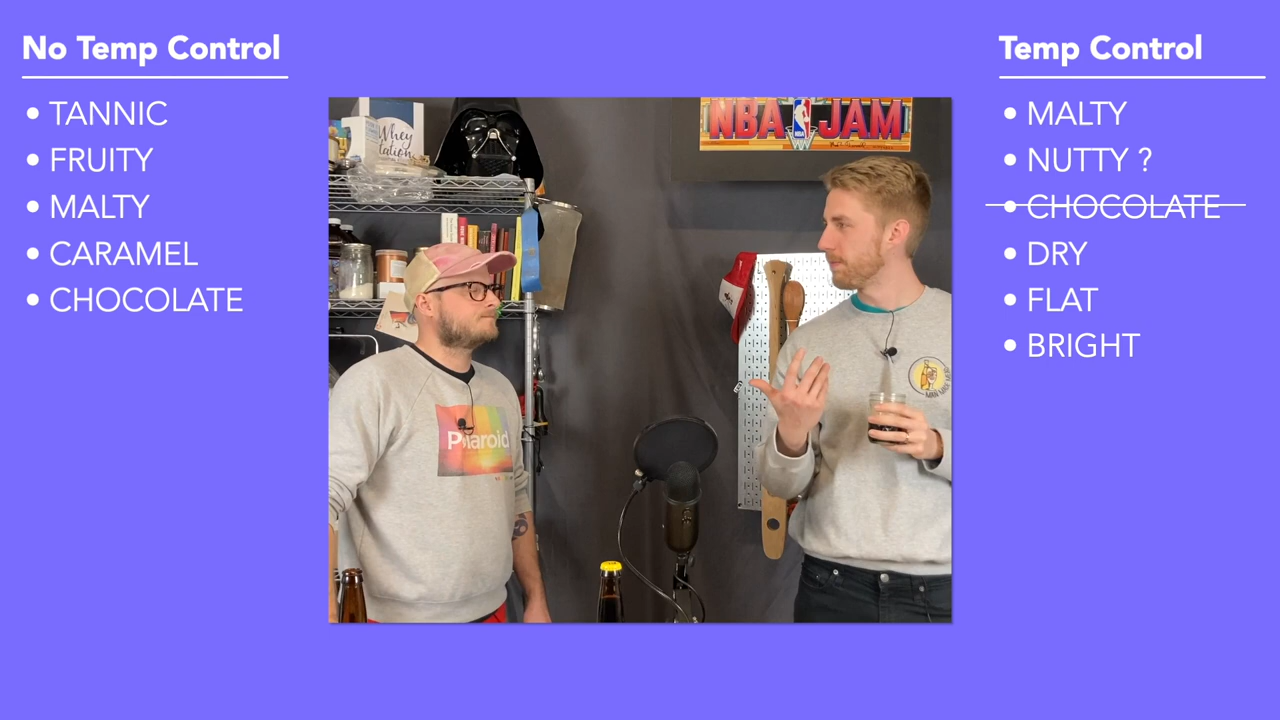 No Temp Control
• TANNIC
• FRUITY
• MALTY
• CARAMEL
• CHOCOLATE
Temp Control
• MALTY
• NUTTY ?
• CHOCOLATE
• DRY
• FLAT
• BRIGHT
Whey
NBA JAM
Polaroid